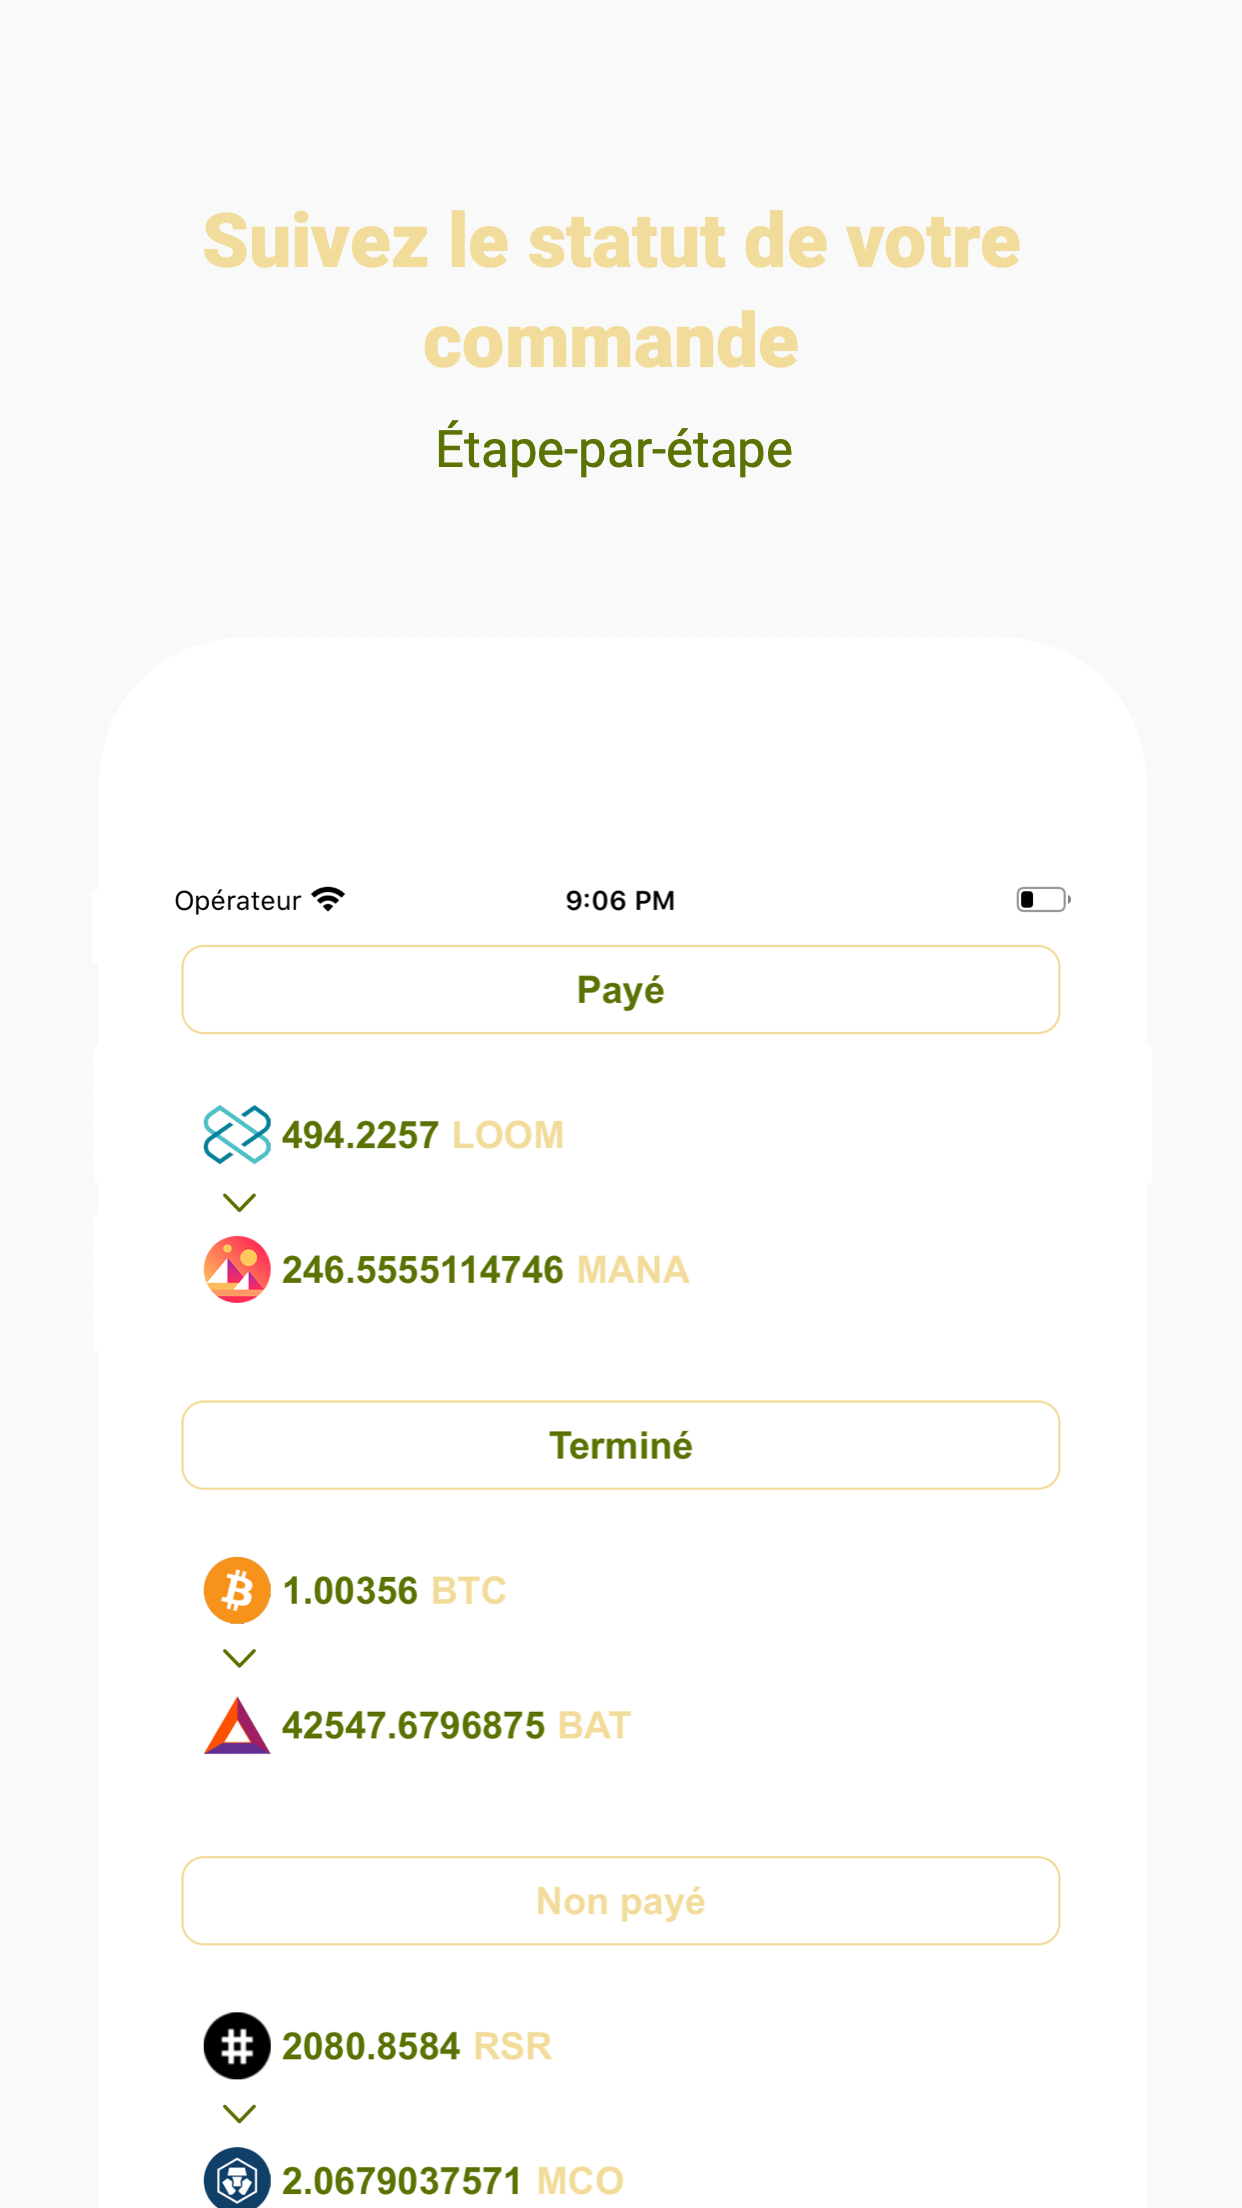 Suivez le statut de votre
commande
Étape-par-étape
Opérateur 9:06 PM
Payé
494.2257 LOOM
246.5555114746 MANA
Terminé
1.00356 BTC
42547.6796875 BAT
Non payé
2080.8584 RSR
2.0679037571 MCO